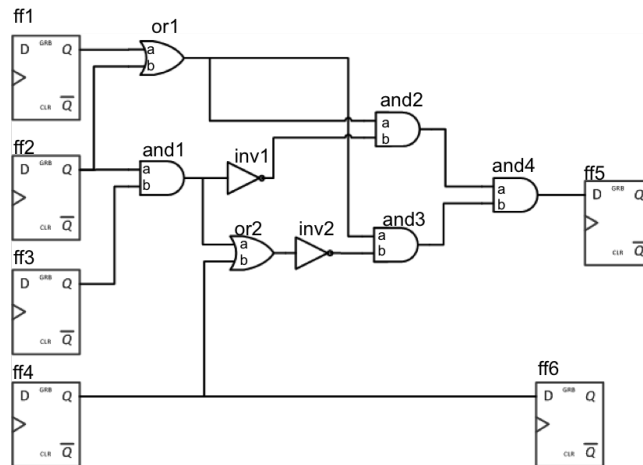 ff1
D GRB Q
CLR Q
or1
a
b
ff2
D GRB Q
CLR Q
and1
a
b
inv1
and2
a
b
and4
a
b
ff5
D GRB Q
CLR Q
or2
a
b
inv2
and3
a
b
ff3
D GRB Q
CLR Q
ff4
D GRB Q
CLR Q
ff6
D GRB Q
CLR Q